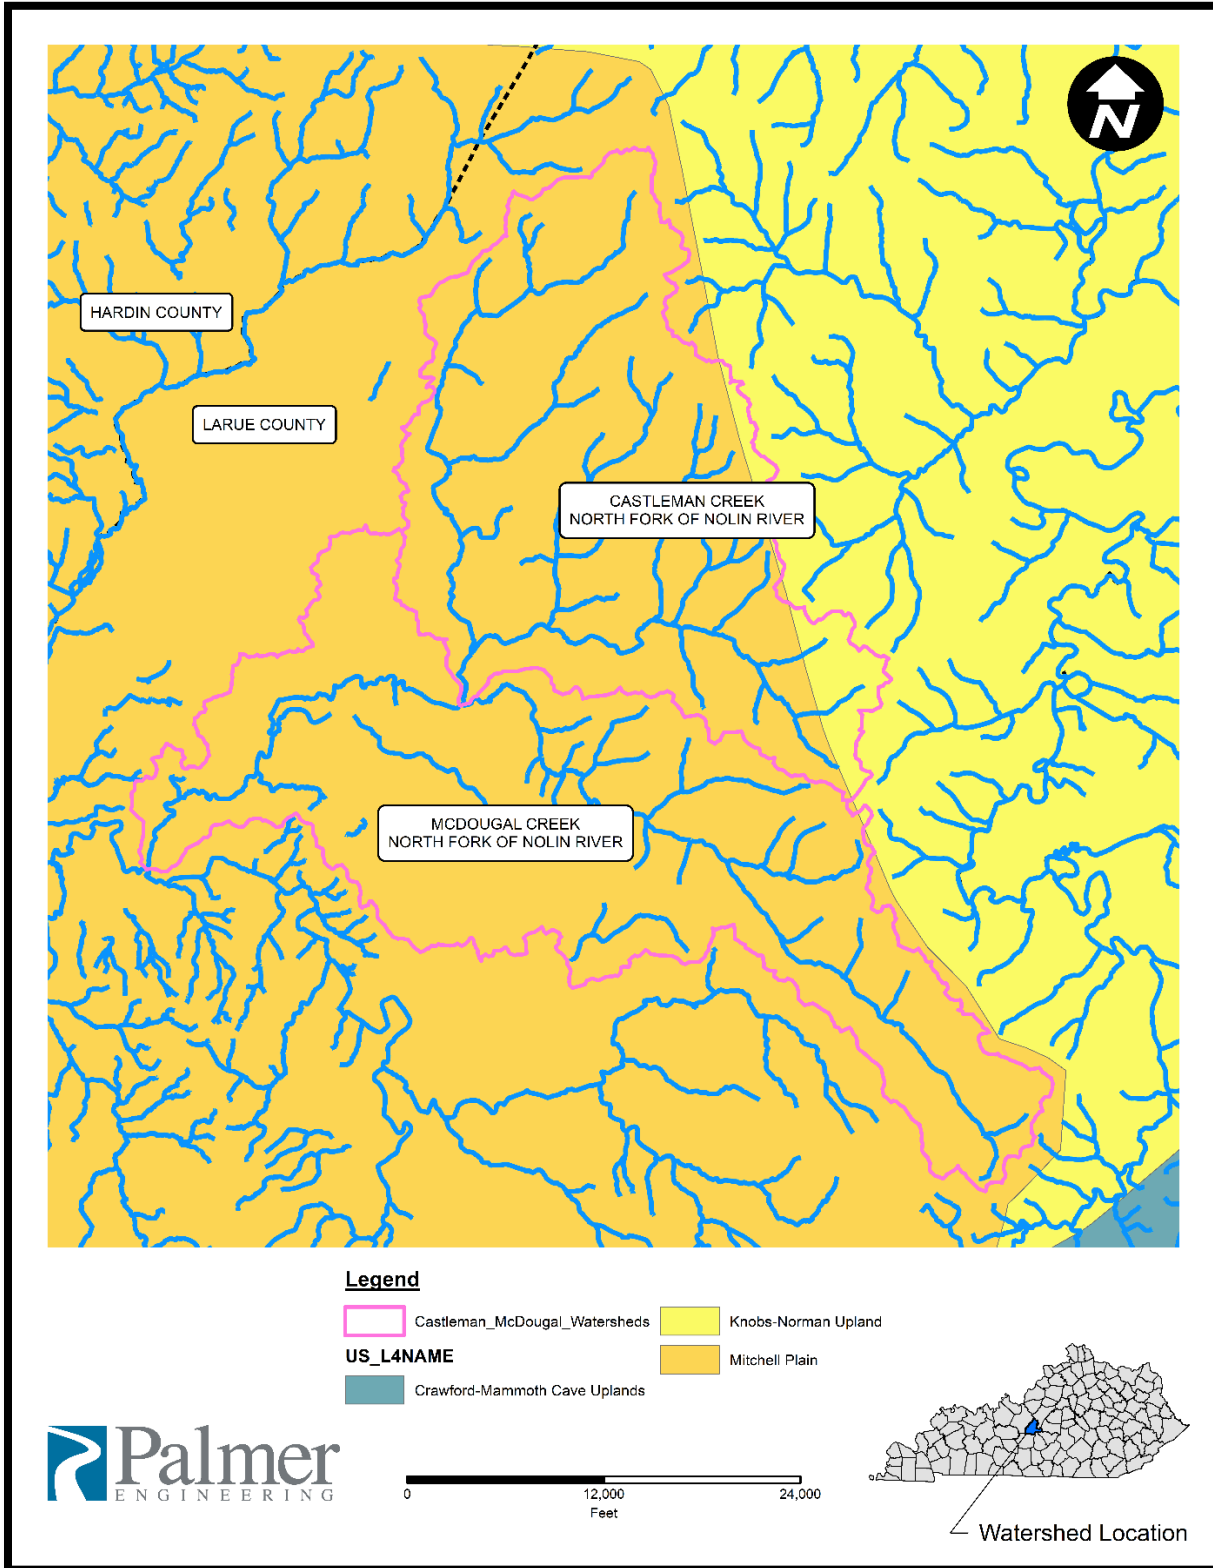 N
HARDIN COUNTY
LARUE COUNTY
CASTLEMAN CREEK
NORTH FORK OF NOLIN RIVER
MCDOUGAL CREEK
NORTH FORK OF NOLIN RIVER
Legend
Castleman_McDougal_Watersheds
Knobs-Norman Upland
US_L4NAME
Mitchell Plain
Crawford-Mammoth Cave Uplands
Palmer
ENGINEERING
0 12,000 24,000
Feet
Watershed Location